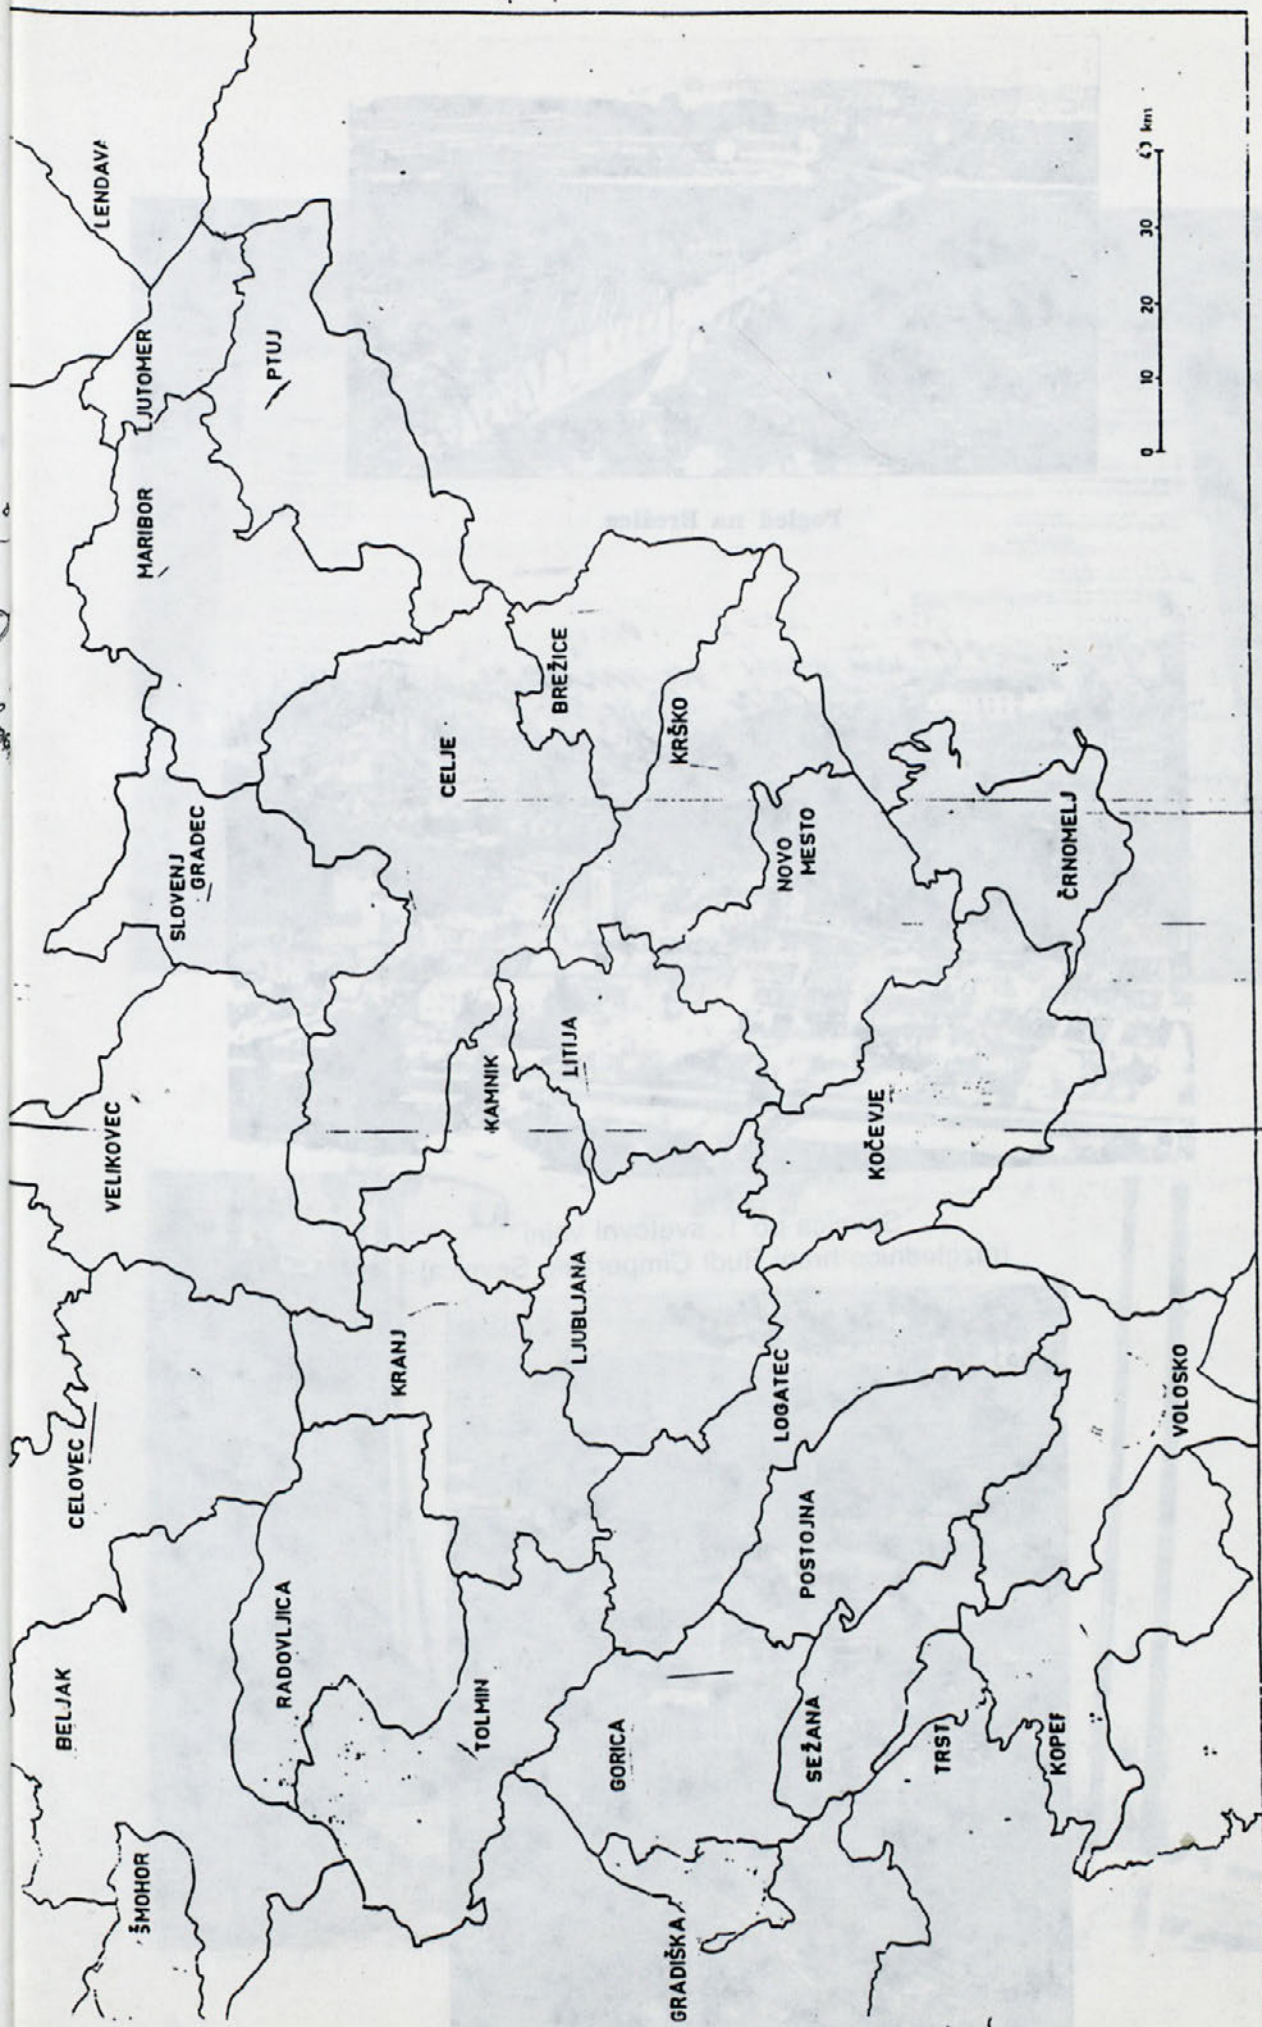 ŠMOHOR
BELJAK
CELOVEC
VELIKOVEC
SLOVENJ
GRADEC
MARIBOR
LJUTOMER
LENDAVA
PTUJ
RADOVLJICA
KRANJ
KAMNIK
CELJE
TOLMIN
LJUBLJANA
LITIJA
BREŽICE
GORICA
GRADIŠKA
LOGATEC
KRŠKO
NOVO
MESTO
POSTOJNA
SEŽANA
KOČEVJE
TRST
KOPER
VOLOSKO
ČRNOMELJ
0 10 20 30 40 km
Pogled na Brežice